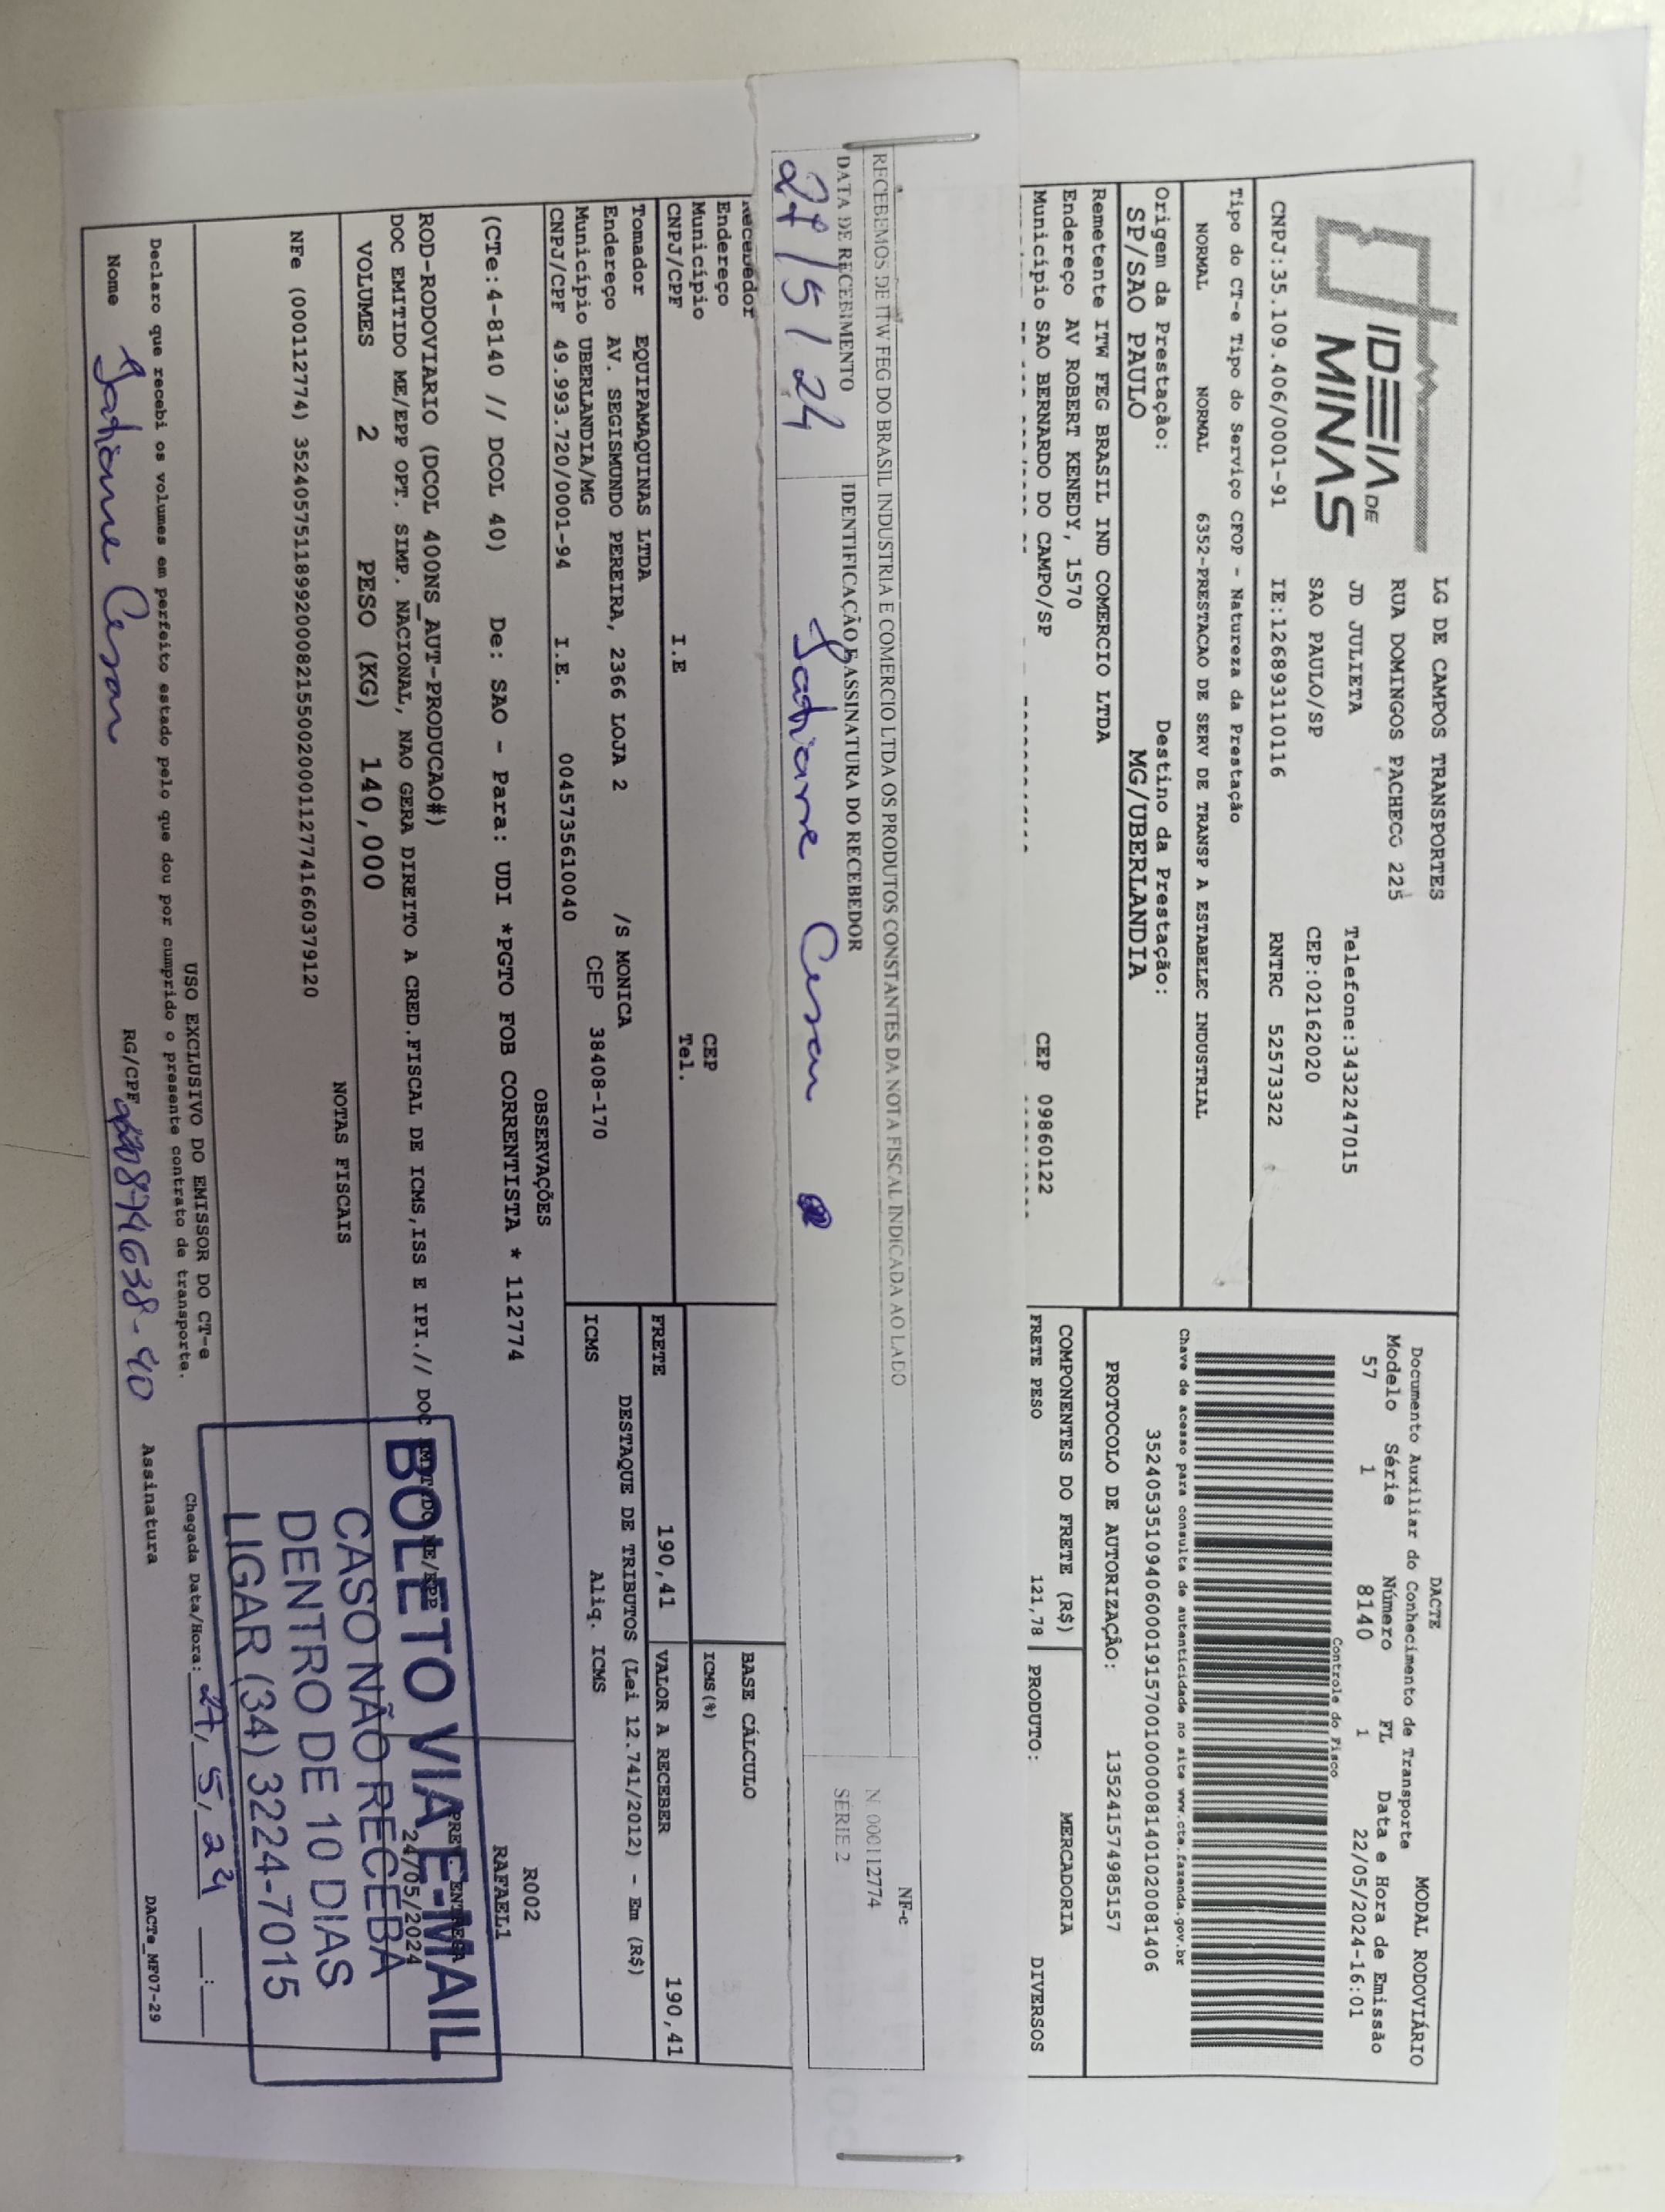 IDEIA DE
MINAS
LG DE CAMPOS TRANSPORTES
RUA DOMINGOS PACHECO 225
JD JULIETA Telefone:3432247015
SAO PAULO/SP CEP:02162020
CNPJ:35.109.406/0001-91 IE:126893110116 RNTRC 52573322
DACTE MODAL RODOVIÁRIO
Documento Auxiliar do Conhecimento de Transporte
Modelo Série Número FL Data e Hora de Emissão
57 1 8140 1 22/05/2024-16:01
Controle do Fisco
Tipo do CT-e Tipo do Serviço CFOP - Natureza da Prestação
NORMAL NORMAL 6352-PRESTACAO DE SERV DE TRANSP A ESTABELEC INDUSTRIAL
Chave de acesso para consulta de autenticidade no site www.cte.fazenda.gov.br
35240535109406000191570010000081401020081406
Origem da Prestação: Destino da Prestação:
SP/SAO PAULO MG/UBERLANDIA
PROTOCOLO DE AUTORIZAÇÃO: 135241574985157
Remetente ITW FEG BRASIL IND COMERCIO LTDA
Endereço AV ROBERT KENEDY, 1570
Município SAO BERNARDO DO CAMPO/SP CEP 09860122
COMPONENTES DO FRETE (R$) MERCADORIA
FRETE PESO 121,78 PRODUTO: DIVERSOS
RECEBEMOS DE ITW FEG DO BRASIL INDUSTRIA E COMERCIO LTDA OS PRODUTOS CONSTANTES DA NOTA FISCAL INDICADA AO LADO
NF-e
N. 000112774
SÉRIE 2
DATA DE RECEBIMENTO IDENTIFICAÇÃO E ASSINATURA DO RECEBEDOR
27/5/24 Tatiane Cesar
Recebedor
Endereço
Município CEP
CNPJ/CPF I.E Tel.
BASE CÁLCULO
ICMS(%)
Tomador EQUIPAMAQUINAS LTDA
Endereço AV. SEGISMUNDO PEREIRA, 2366 LOJA 2 /S MONICA
Município UBERLANDIA/MG CEP 38408-170
CNPJ/CPF 49.993.720/0001-94 I.E. 0045735610040
FRETE 190,41 VALOR A RECEBER 190,41
DESTAQUE DE TRIBUTOS (Lei 12.741/2012) - Em (R$)
ICMS Aliq. ICMS
OBSERVAÇÕES
(CTe:4-8140 // DCOL 40) De: SAO - Para: UDI *PGTO FOB CORRENTISTA * 112774
R002
RAFAEL1
ROD-RODOVIARIO (DCOL 400NS_AUT-PRODUCAO#)
DOC EMITIDO ME/EPP OPT. SIMP. NACIONAL, NAO GERA DIREITO A CRED.FISCAL DE ICMS,ISS E IPI.// DOC EMITIDO ME/EPP
PREV ENTREGA
24/05/2024
VOLUMES 2 PESO (KG) 140,000
NOTAS FISCAIS
NFe (000112774) 35240575118992000821550020001127741660379120
BOLETO VIA E-MAIL
CASO NÃO RECEBA
DENTRO DE 10 DIAS
LIGAR (34) 3224-7015
USO EXCLUSIVO DO EMISSOR DO CT-e
Declaro que recebi os volumes em perfeito estado pelo que dou por cumprido o presente contrato de transporte.
Chegada Data/Hora: 27/5/24 __:__
Nome Tatiane Cesar RG/CPF Assinatura
DACTe_MF07-29